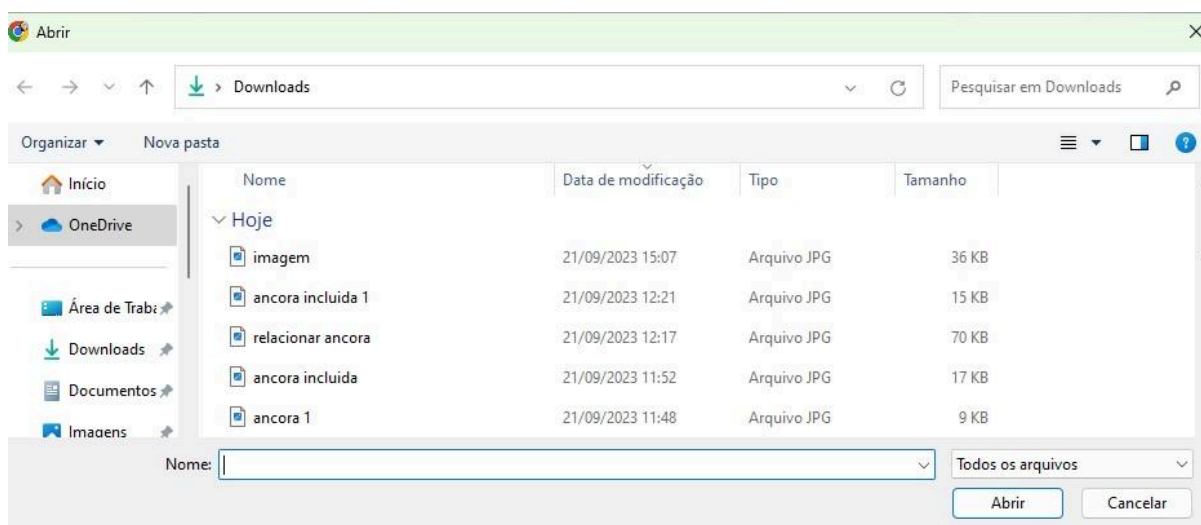 Abrir
Downloads
Pesquisar em Downloads
Organizar
Nova pasta
Início
OneDrive
Área de Traba
Downloads
Documentos
Imagens
Nome Data de modificação Tipo Tamanho
Hoje
imagem 21/09/2023 15:07 Arquivo JPG 36 KB
ancora incluida 1 21/09/2023 12:21 Arquivo JPG 15 KB
relacionar ancora 21/09/2023 12:17 Arquivo JPG 70 KB
ancora incluida 21/09/2023 11:52 Arquivo JPG 17 KB
ancora 1 21/09/2023 11:48 Arquivo JPG 9 KB
Nome:
Todos os arquivos
Abrir
Cancelar